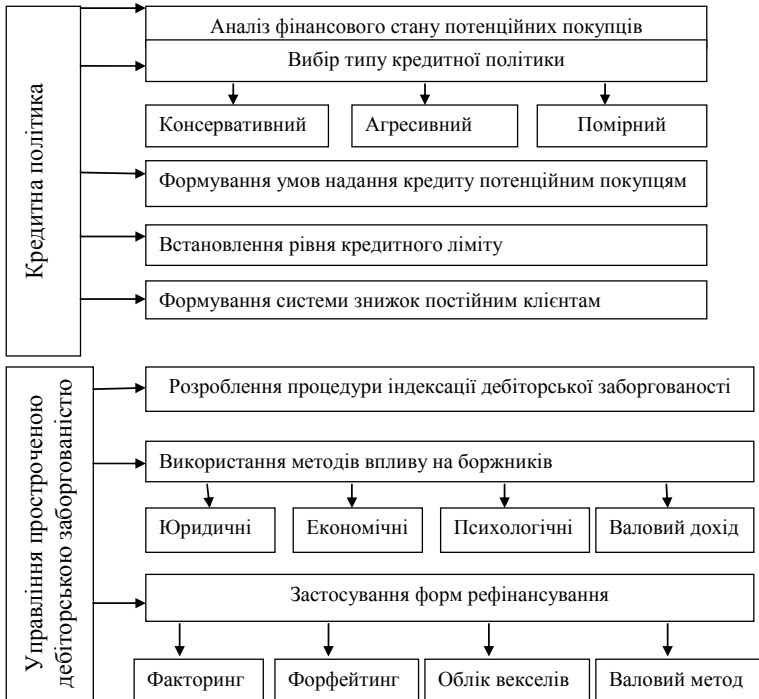 Кредитна політика
Аналіз фінансового стану потенційних покупців
Вибір типу кредитної політики
Консервативний
Агресивний
Помірний
Формування умов надання кредиту потенційним покупцям
Встановлення рівня кредитного ліміту
Формування системи знижок постійним клієнтам
Управління простроченою
дебіторською заборгованістю
Розроблення процедури індексації дебіторської заборгованості
Використання методів впливу на боржників
Юридичні
Економічні
Психологічні
Валовий дохід
Застосування форм рефінансування
Факторинг
Форфейтинг
Облік векселів
Валовий метод